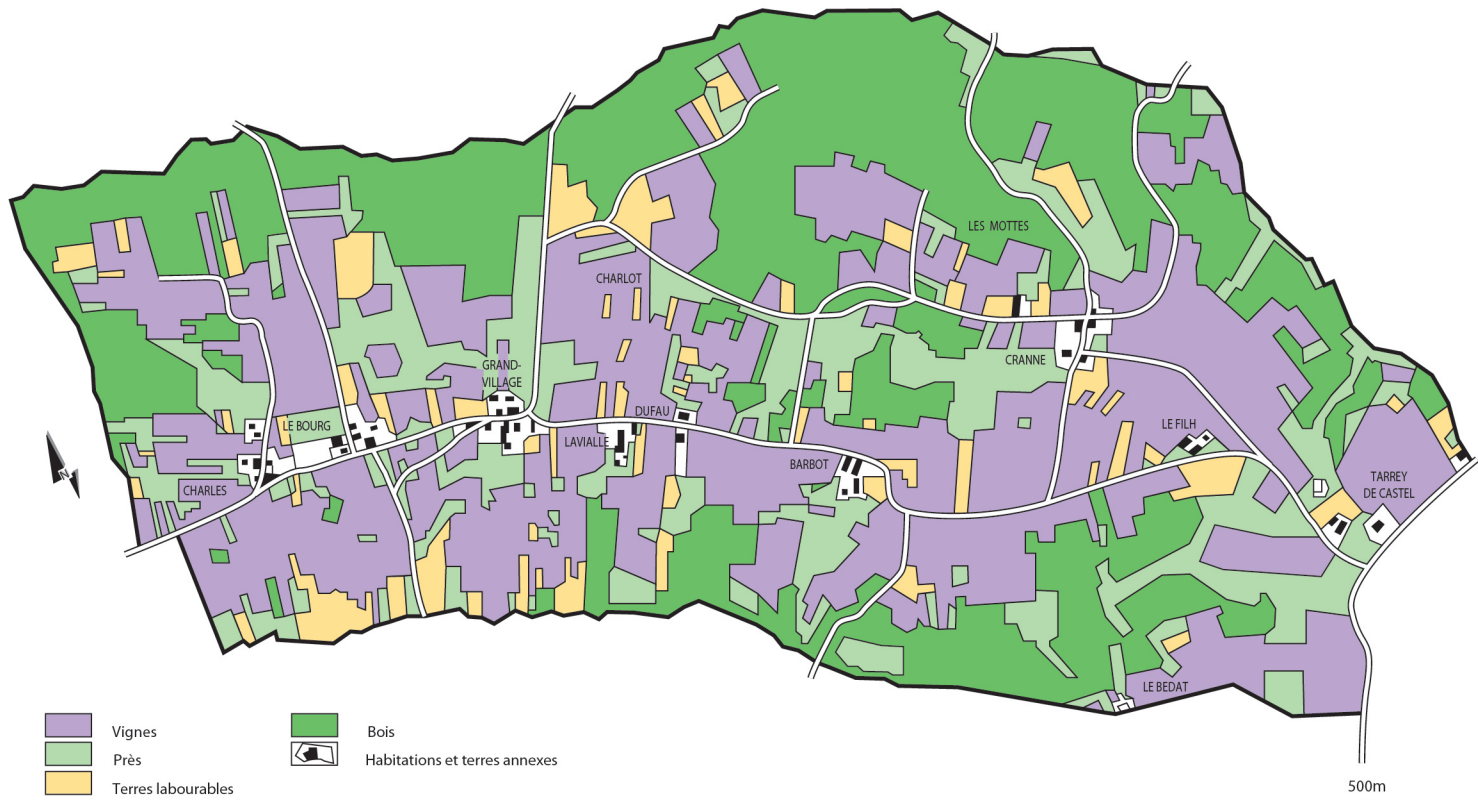 LES MOTTES
CHARLOT
GRAND-
VILLAGE
CRANNE
DUFAU
LE BOURG
LAVIALLE
LE FILH
BARBOT
TARREY
DE CASTEL
CHARLES
N
LE BEDAT
Vignes
Bois
Près
Habitations et terres annexes
Terres labourables
500m